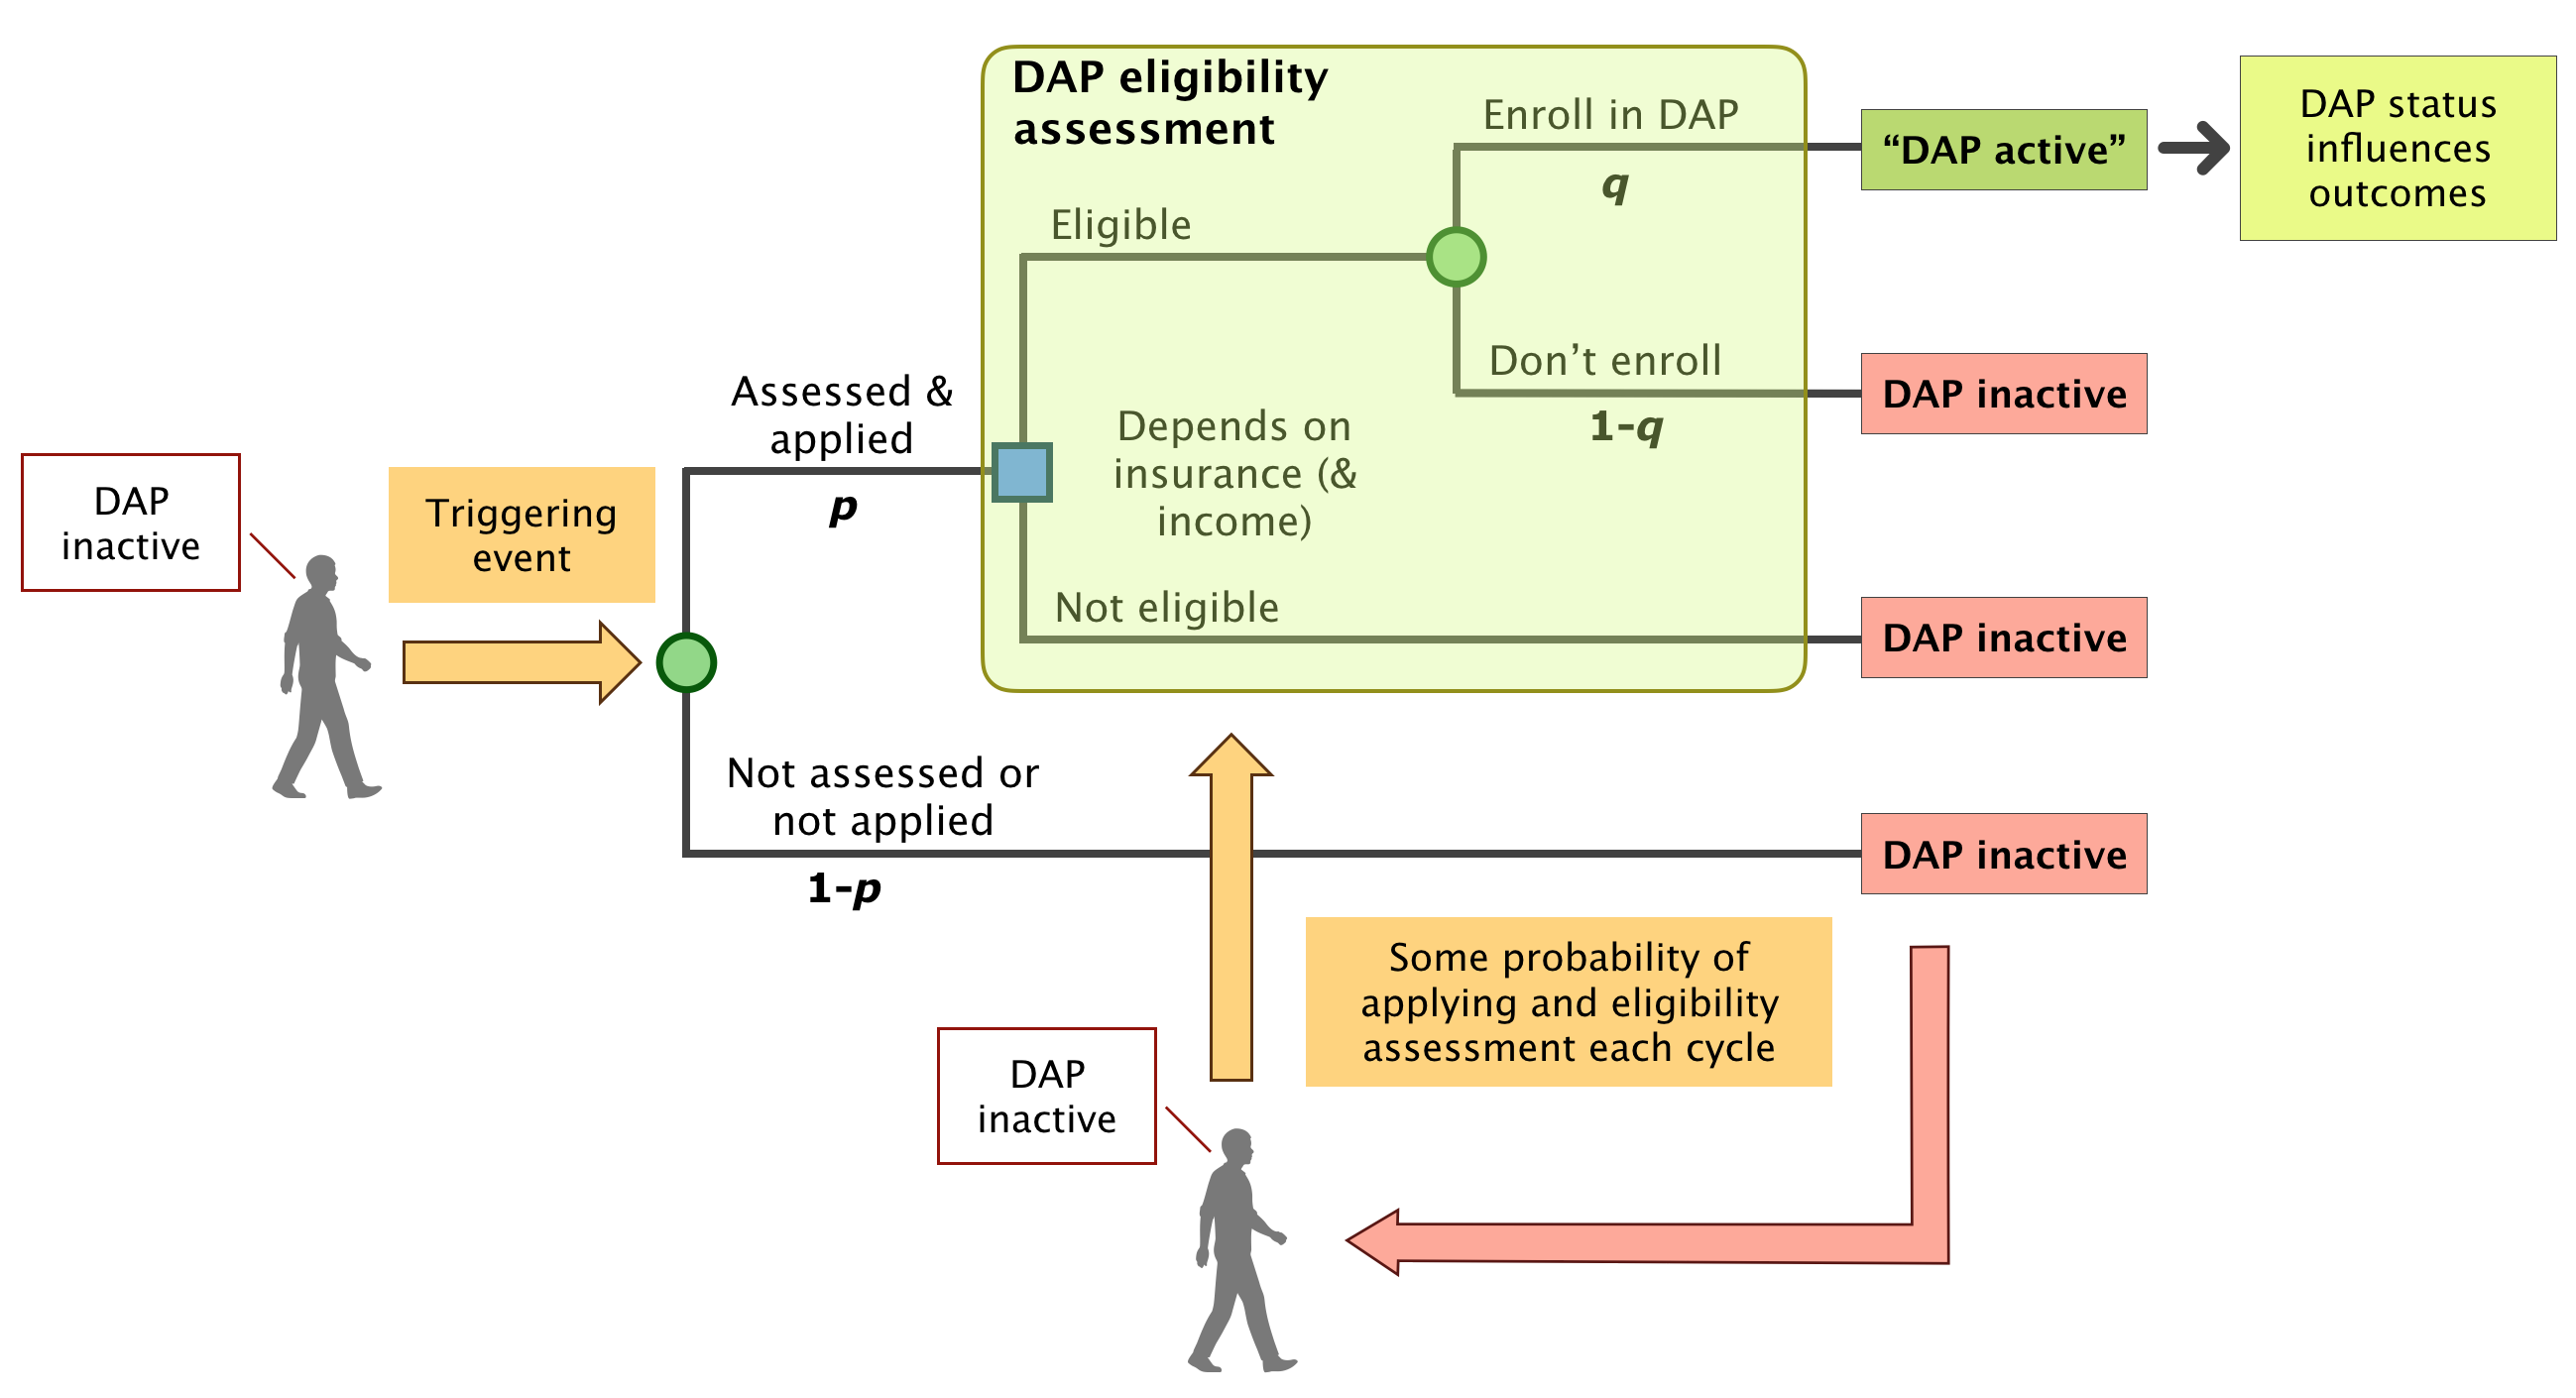 DAP eligibility
assessment
Enroll in DAP
q
“DAP active”
DAP status
influences
outcomes
Eligible
Don’t enroll
1-q
DAP inactive
Assessed &
applied
p
Depends on
insurance (&
income)
DAP
inactive
Triggering
event
Not eligible
DAP inactive
Not assessed or
not applied
1-p
DAP inactive
Some probability of
applying and eligibility
assessment each cycle
DAP
inactive